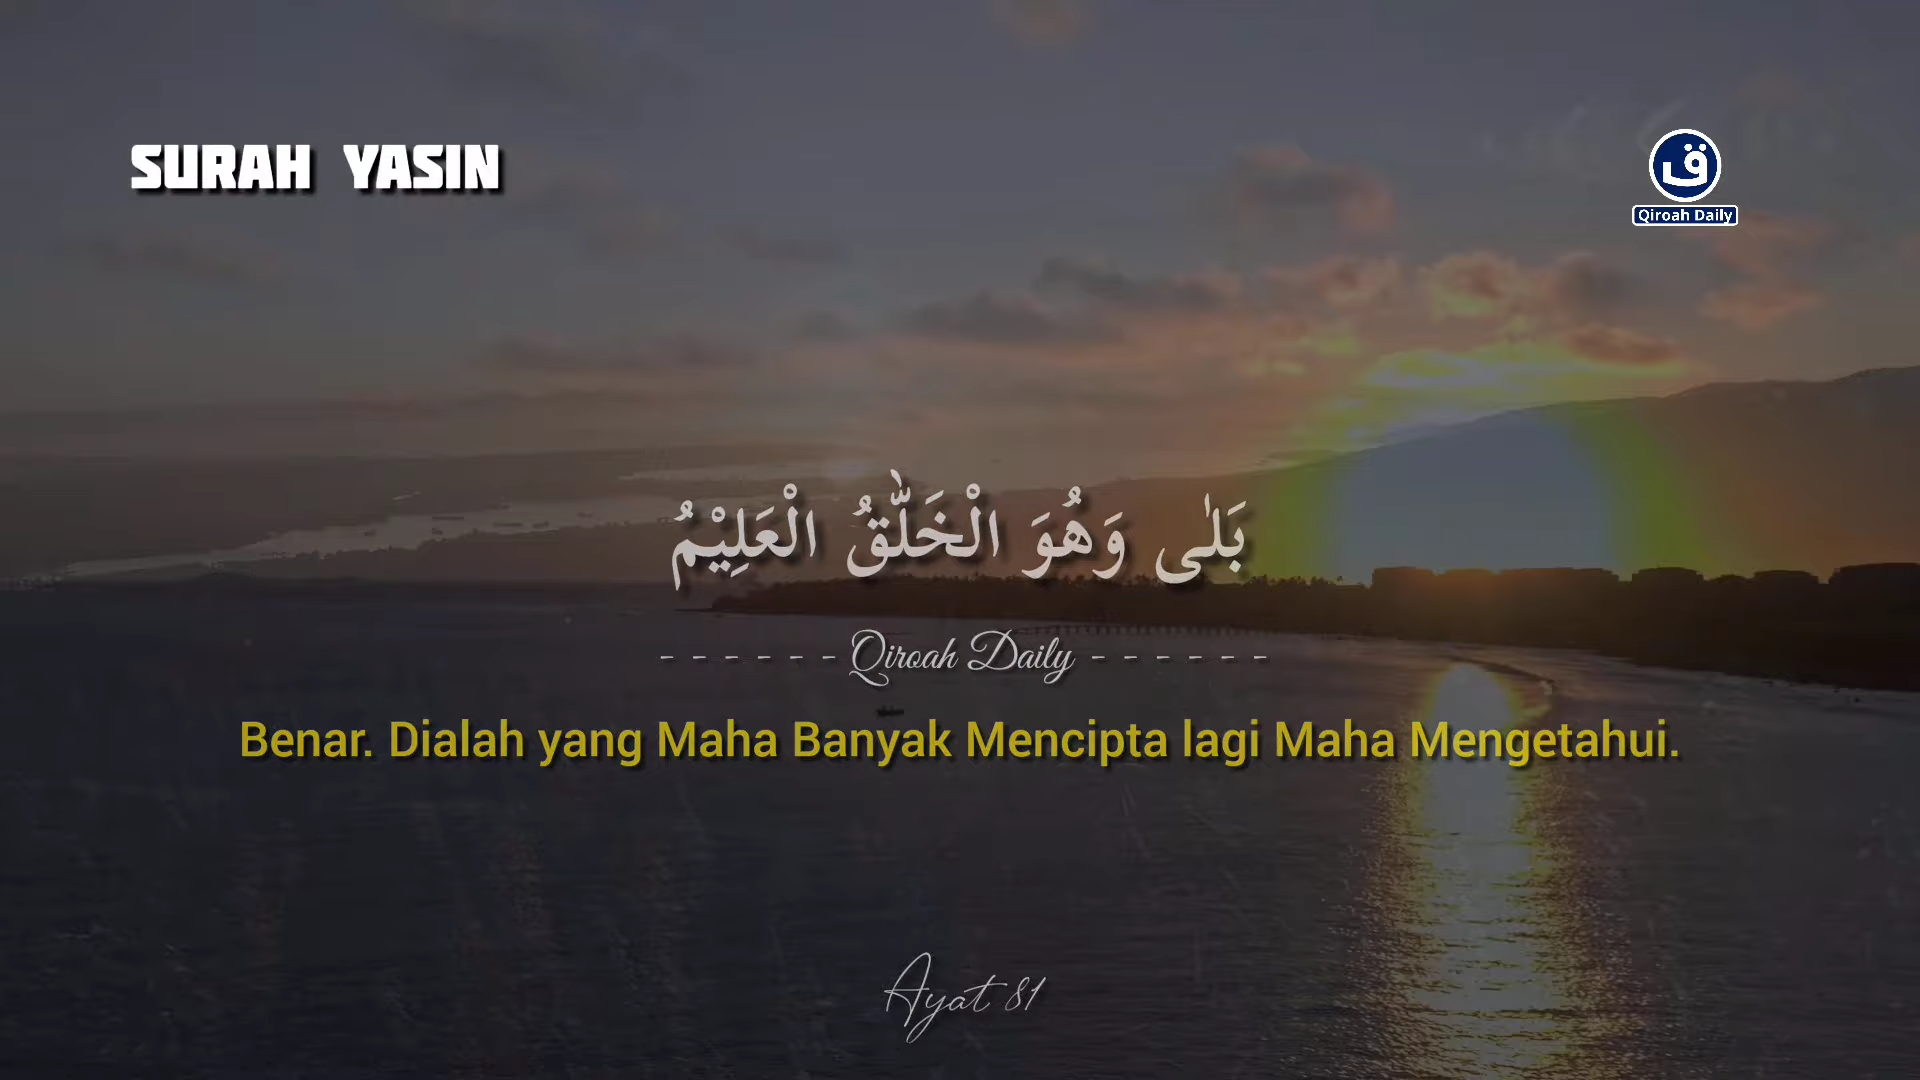 SURAH YASIN
ق
Qiroah Daily
بَلٰى وَهُوَ الْخَلّٰقُ الْعَلِيْمُ
- - - - - - Qiroah Daily - - - - - -
Benar. Dialah yang Maha Banyak Mencipta lagi Maha Mengetahui.
Ayat 81